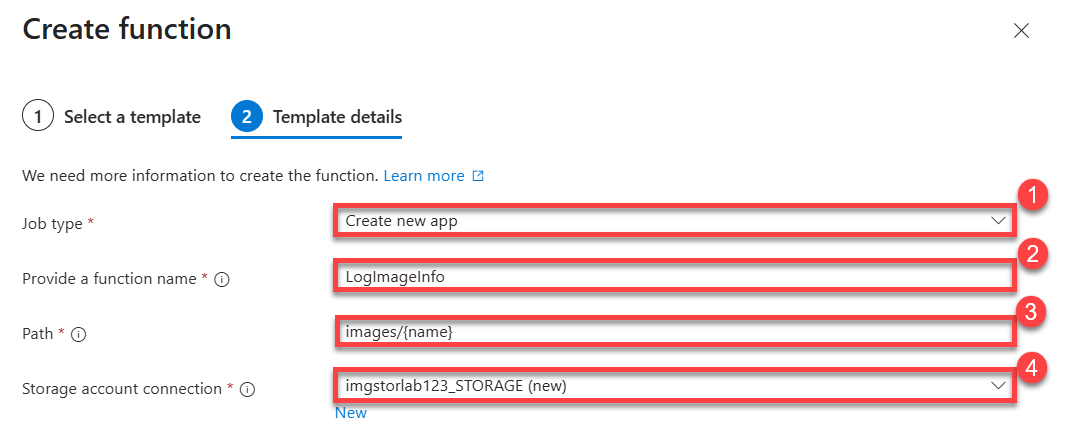 Create function
1 Select a template 2 Template details
We need more information to create the function. Learn more
1
Job type * Create new app
2
Provide a function name * LogImageInfo
3
Path * images/{name}
4
Storage account connection * imgstorlab123_STORAGE (new)
New